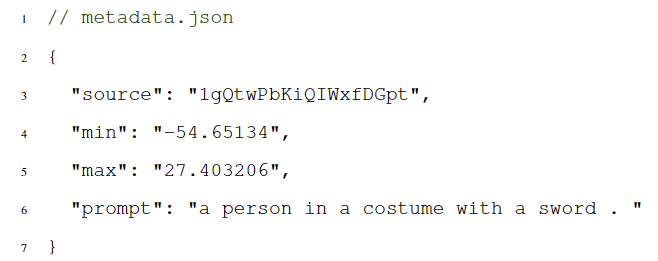 1 // metadata.json
2 {
3 "source": "1gQtwPbKiQIWxfDGpt",
4 "min": "-54.65134",
5 "max": "27.403206",
6 "prompt": "a person in a costume with a sword . "
7 }